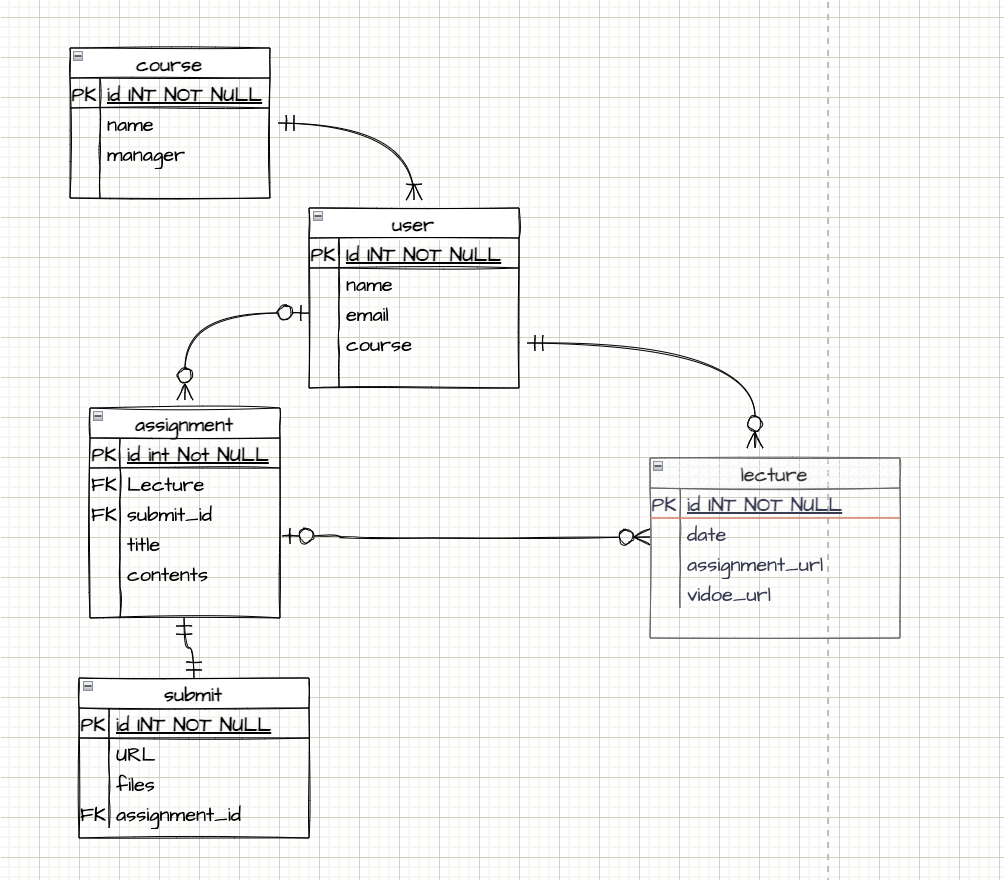 course
PK id INT NOT NULL
name
manager
user
PK Id INT NOT NULL
name
email
course
assignment
PK id int Not NULL
FK Lecture
FK submit_id
title
contents
lecture
PK id INT NOT NULL
date
assignment_url
vidoe_url
submit
PK id INT NOT NULL
URL
files
FK assignment_id